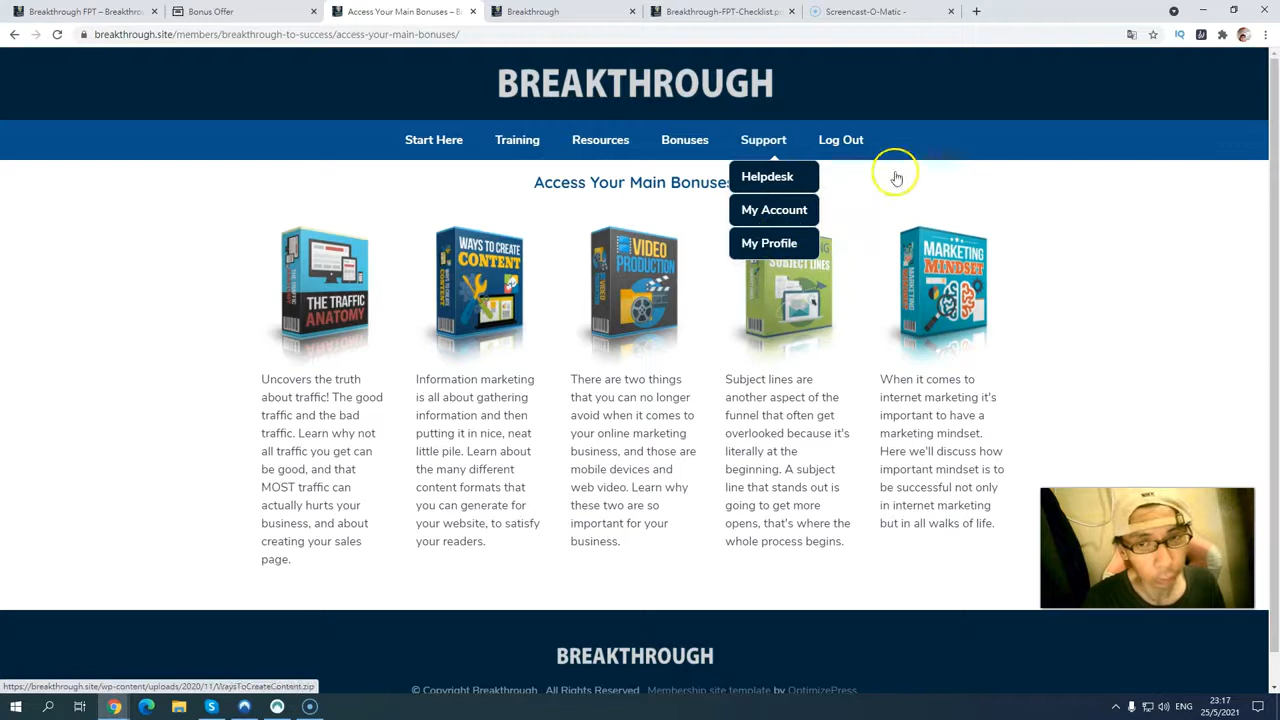 Breakthrough FPT – Breakthrou
Bonus Offer
Access Your Main Bonuses – B
Breakthrough
Breakthrough-FPT-Checklist.p
Screencast-O-Matic -
breakthrough.site/members/breakthrough-to-success/access-your-main-bonuses/
BREAKTHROUGH
Start Here
Training
Resources
Bonuses
Support
Log Out
Helpdesk
My Account
My Profile
Access Your Main Bonuses
THE TRAFFIC
ANATOMY
WAYS TO CREATE
CONTENT
VIDEO
PRODUCTION
SUBJECT LINES
MARKETING
MINDSET
Uncovers the truth
about traffic! The good
traffic and the bad
traffic. Learn why not
all traffic you get can
be good, and that
MOST traffic can
actually hurts your
business, and about
creating your sales
page.
Information marketing
is all about gathering
information and then
putting it in nice, neat
little pile. Learn about
the many different
content formats that
you can generate for
your website, to satisfy
your readers.
There are two things
that you can no longer
avoid when it comes to
your online marketing
business, and those are
mobile devices and
web video. Learn why
these two are so
important for your
business.
Subject lines are
another aspect of the
funnel that often get
overlooked because it's
literally at the
beginning. A subject
line that stands out is
going to get more
opens, that's where the
whole process begins.
When it comes to
internet marketing it's
important to have a
marketing mindset.
Here we'll discuss how
important mindset is to
be successful not only
in internet marketing
but in all walks of life.
BREAKTHROUGH
© Copyright Breakthrough All Rights Reserved Membership site template by OptimizePress
https://breakthrough.site/wp-content/uploads/2020/11/WaysToCreateContent.zip
ENG
23:17
25/5/2021